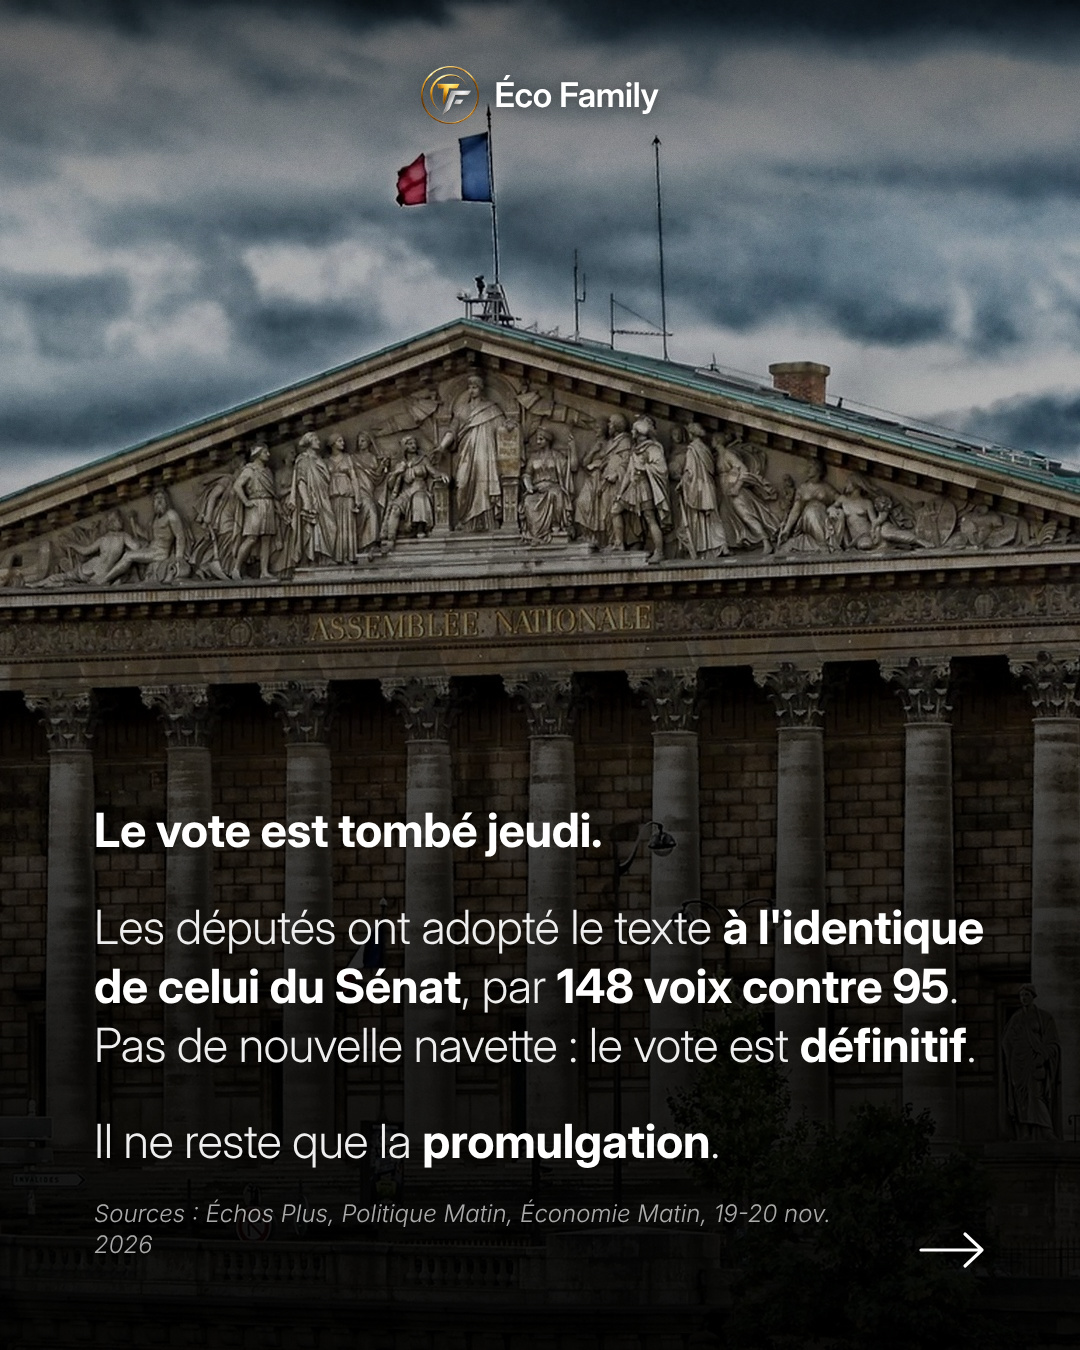 TF Éco Family
ASSEMBLÉE NATIONALE
Le vote est tombé jeudi.
Les députés ont adopté le texte à l'identique
de celui du Sénat, par 148 voix contre 95.
Pas de nouvelle navette : le vote est définitif.
Il ne reste que la promulgation.
INVALIDES
Sources : Échos Plus, Politique Matin, Économie Matin, 19-20 nov.
2026